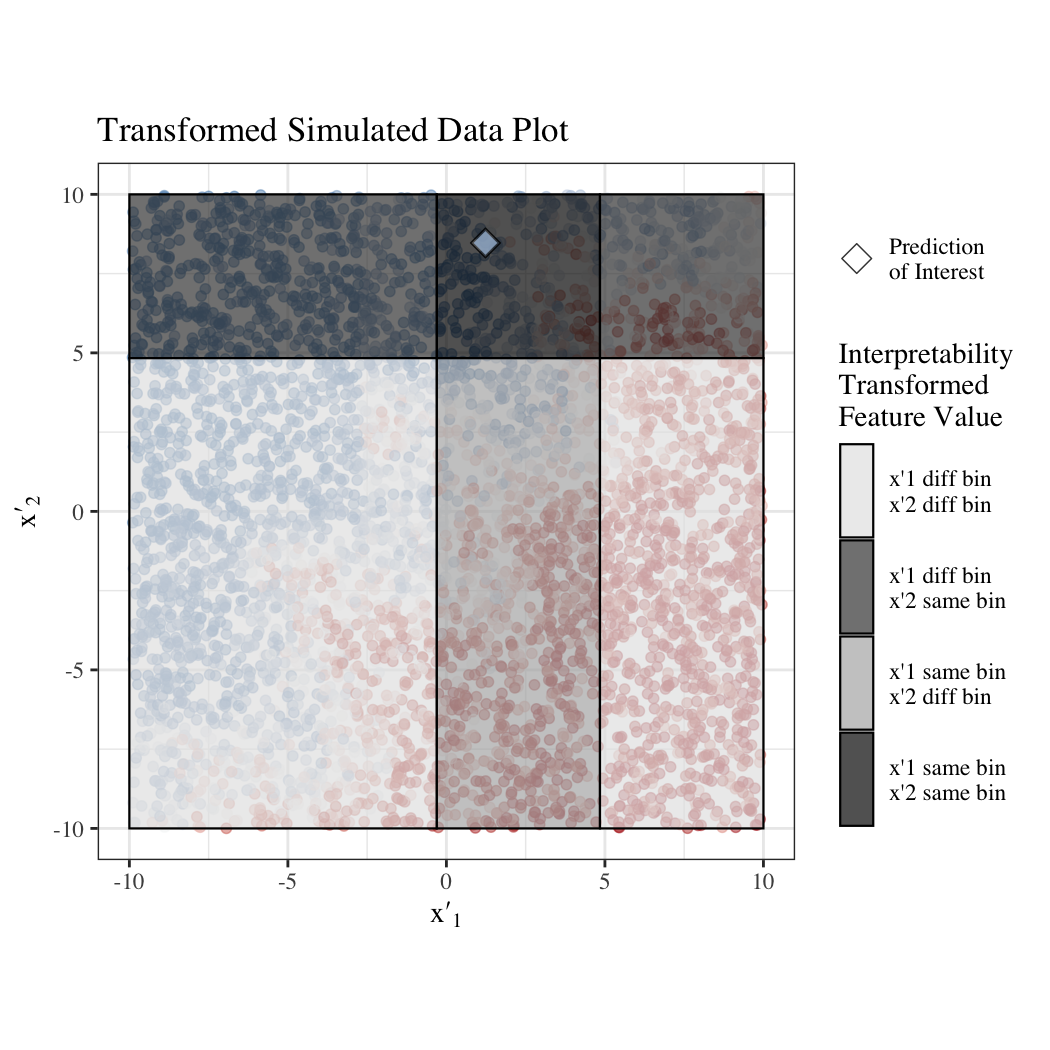 Transformed Simulated Data Plot
10
5
0
-5
-10
-10
-5
0
5
10
x′2
x′1
Prediction
of Interest
Interpretability
Transformed
Feature Value
x'1 diff bin
x'2 diff bin
x'1 diff bin
x'2 same bin
x'1 same bin
x'2 diff bin
x'1 same bin
x'2 same bin